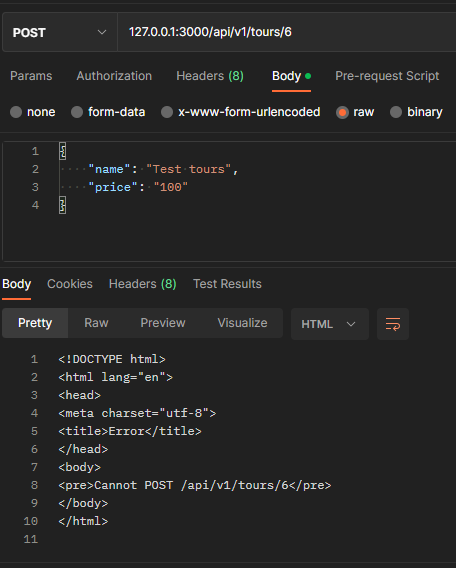 POST 127.0.0.1:3000/api/v1/tours/6
Params Authorization Headers (8) Body Pre-request Script
none form-data x-www-form-urlencoded raw binary
1 {
2 "name": "Test tours",
3 "price": "100"
4 }
Body Cookies Headers (8) Test Results
Pretty Raw Preview Visualize HTML
1 <!DOCTYPE html>
2 <html lang="en">
3 <head>
4 <meta charset="utf-8">
5 <title>Error</title>
6 </head>
7 <body>
8 <pre>Cannot POST /api/v1/tours/6</pre>
9 </body>
10 </html>
11